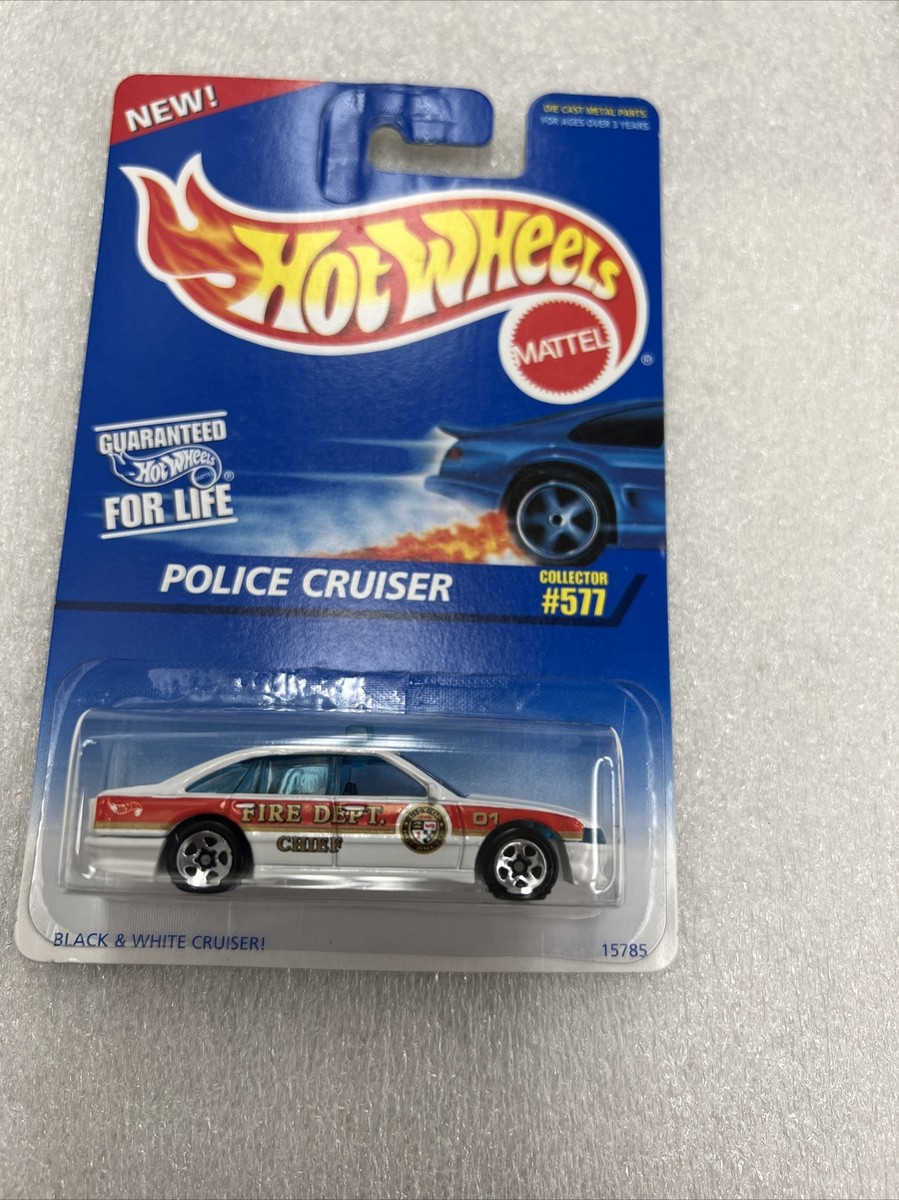 NEW!
DIE CAST METAL PARTS.
FOR AGES OVER 3 YEARS.
HOT WHEELS
MATTEL
®
GUARANTEED
HOT WHEELS
MATTEL
®
FOR LIFE
POLICE CRUISER
COLLECTOR
#577
FIRE DEPT.
CHIEF
01
BLACK & WHITE CRUISER!
15785